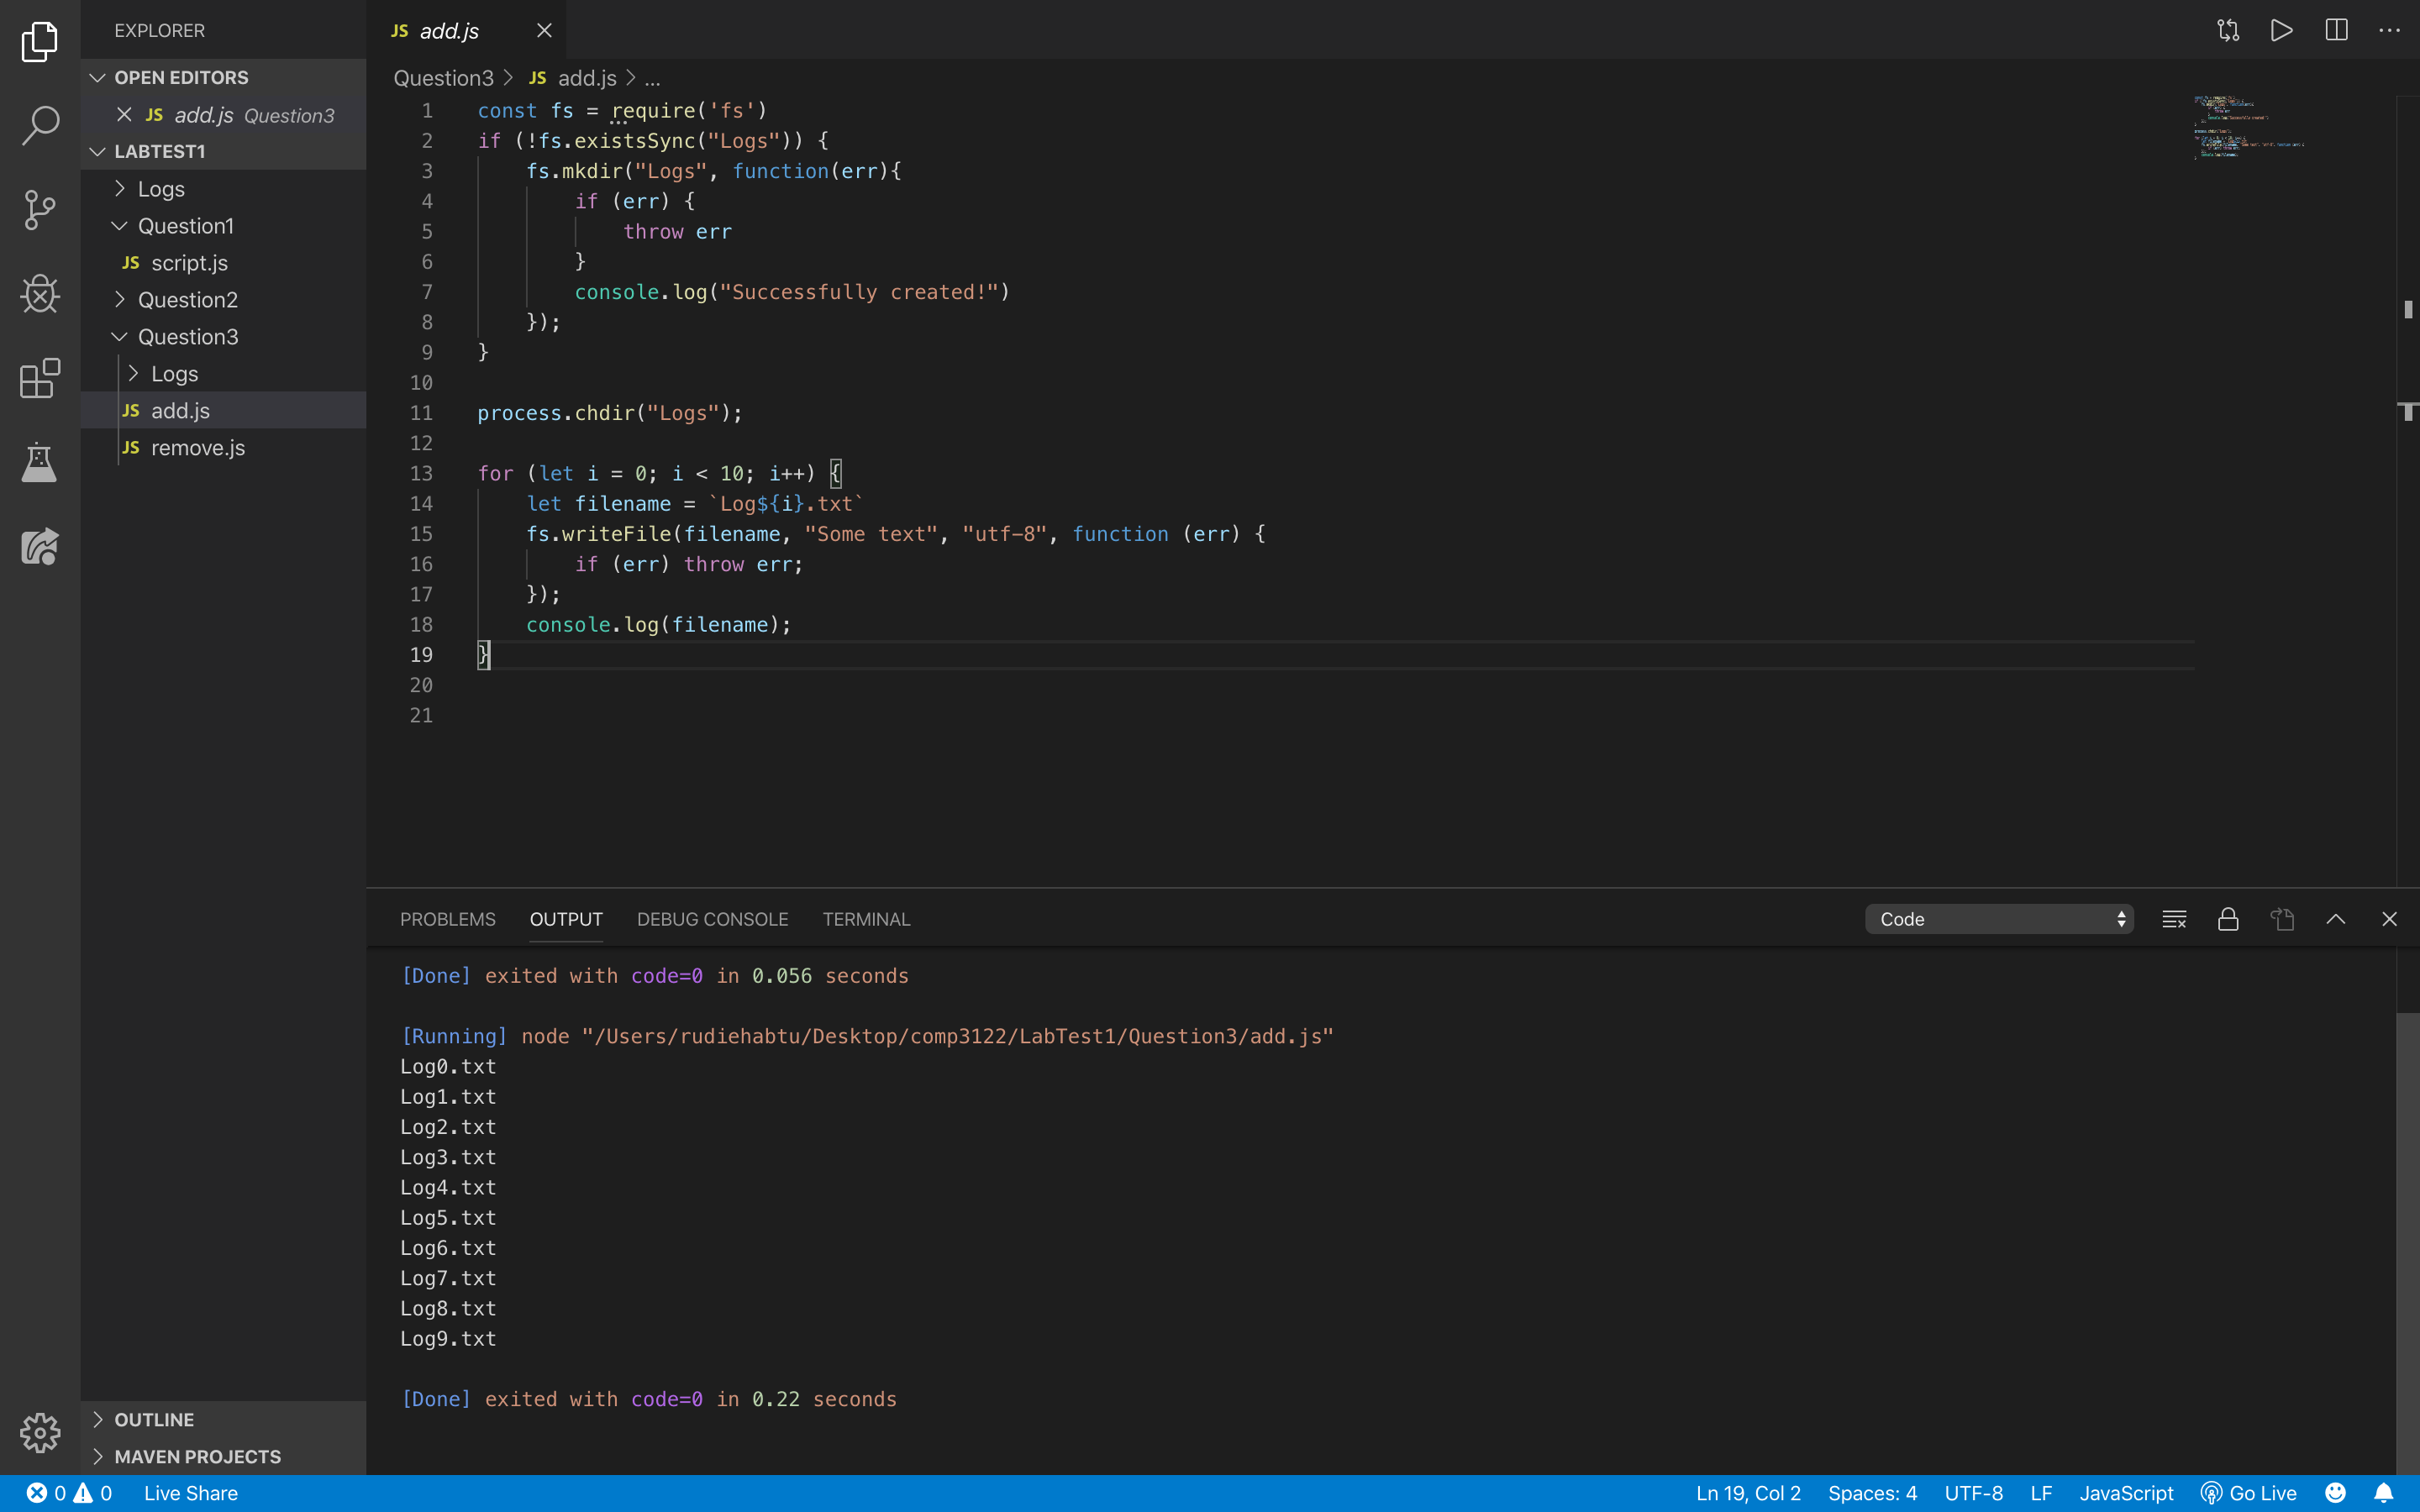 EXPLORER
OPEN EDITORS
JS add.js Question3
LABTEST1
Logs
Question1
JS script.js
Question2
Question3
Logs
JS add.js
JS remove.js
OUTLINE
MAVEN PROJECTS
JS add.js
Question3 > JS add.js > ...
1 const fs = require('fs')
2 if (!fs.existsSync("Logs")) {
3     fs.mkdir("Logs", function(err){
4         if (err) {
5             throw err
6         }
7         console.log("Successfully created!")
8     });
9 }
10
11 process.chdir("Logs");
12
13 for (let i = 0; i < 10; i++) {
14     let filename = `Log${i}.txt`
15     fs.writeFile(filename, "Some text", "utf-8", function (err) {
16         if (err) throw err;
17     });
18     console.log(filename);
19 }
20
21
PROBLEMS OUTPUT DEBUG CONSOLE TERMINAL Code
[Done] exited with code=0 in 0.056 seconds
[Running] node "/Users/rudiehabtu/Desktop/comp3122/LabTest1/Question3/add.js"
Log0.txt
Log1.txt
Log2.txt
Log3.txt
Log4.txt
Log5.txt
Log6.txt
Log7.txt
Log8.txt
Log9.txt
[Done] exited with code=0 in 0.22 seconds
0 0 Live Share Ln 19, Col 2 Spaces: 4 UTF-8 LF JavaScript Go Live